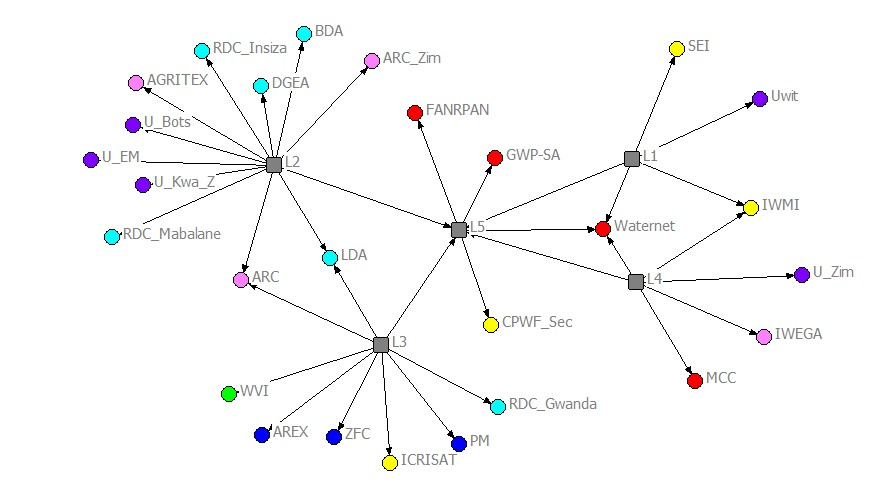 BDA
RDC_Insiza
SEI
ARC_Zim
AGRITEX
DGEA
Uwit
FANRPAN
U_Bots
GWP-SA
U_EM
L2
L1
U_Kwa_Z
IWMI
RDC_Mabalane
L5
Waternet
LDA
ARC
L4
U_Zim
CPWF_Sec
IWEGA
L3
MCC
WVI
RDC_Gwanda
AREX
ZFC
PM
ICRISAT